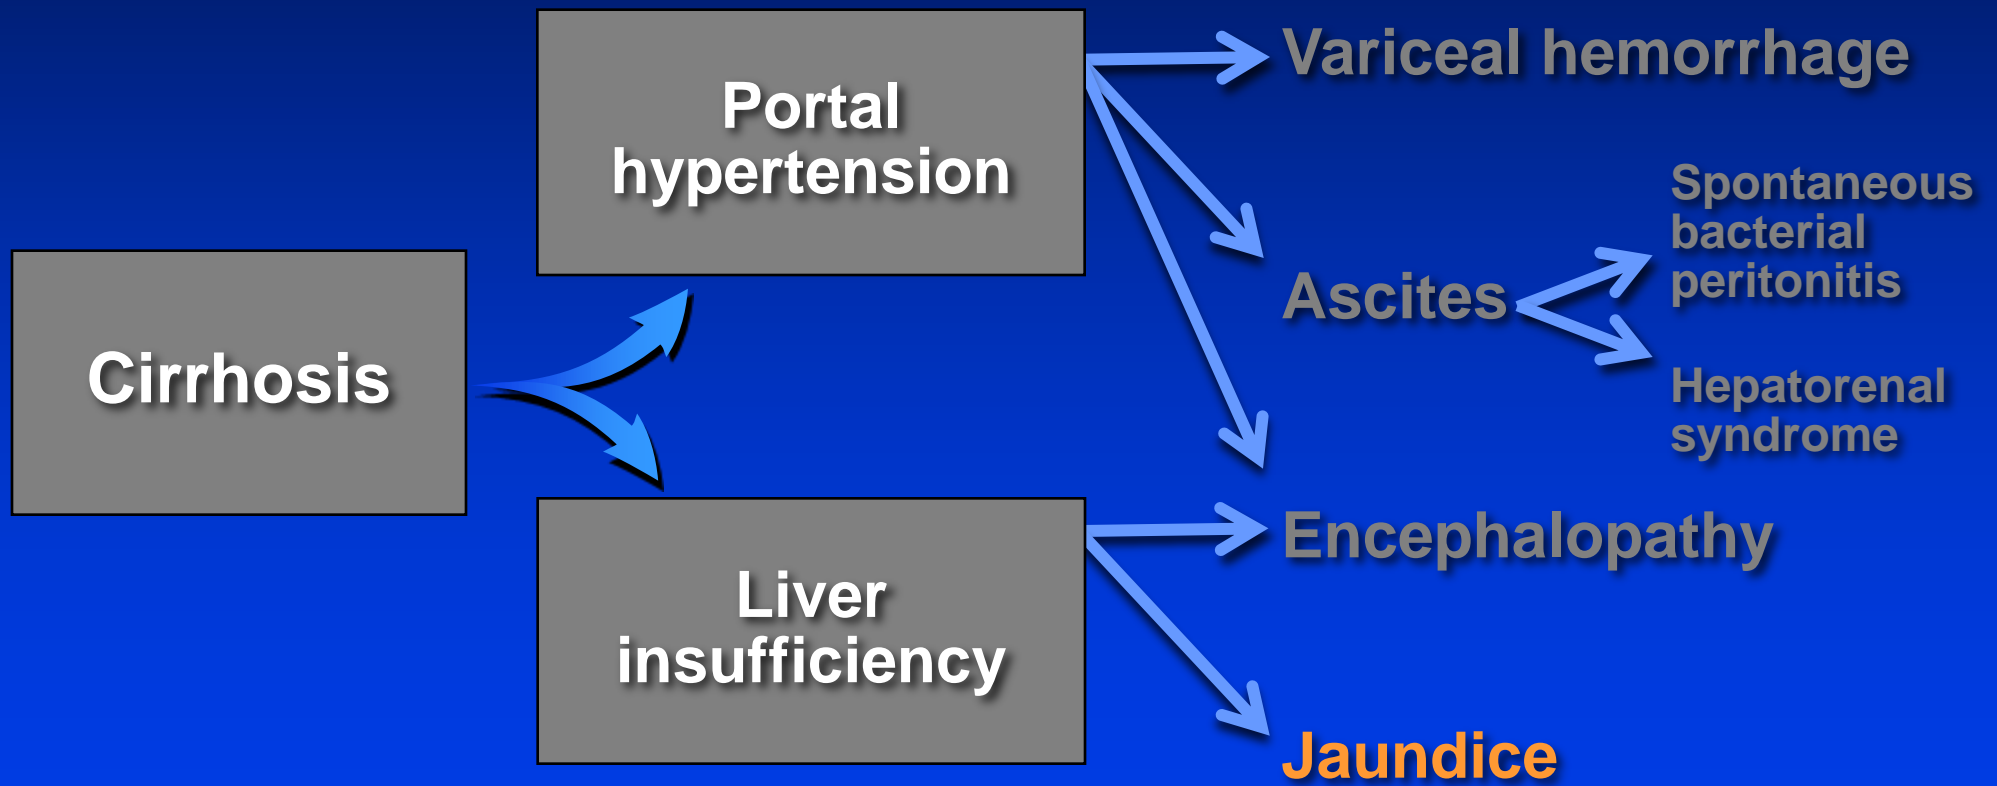 Portal
hypertension
Variceal hemorrhage
Spontaneous
bacterial
peritonitis
Ascites
Cirrhosis
Hepatorenal
syndrome
Encephalopathy
Liver
insufficiency
Jaundice